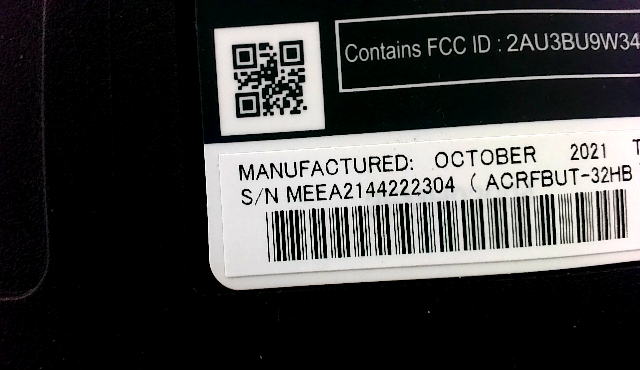 Contains FCC ID : 2AU3BU9W34
MANUFACTURED: OCTOBER 2021 T
S/N MEEA2144222304 ( ACRFBUT-32HB